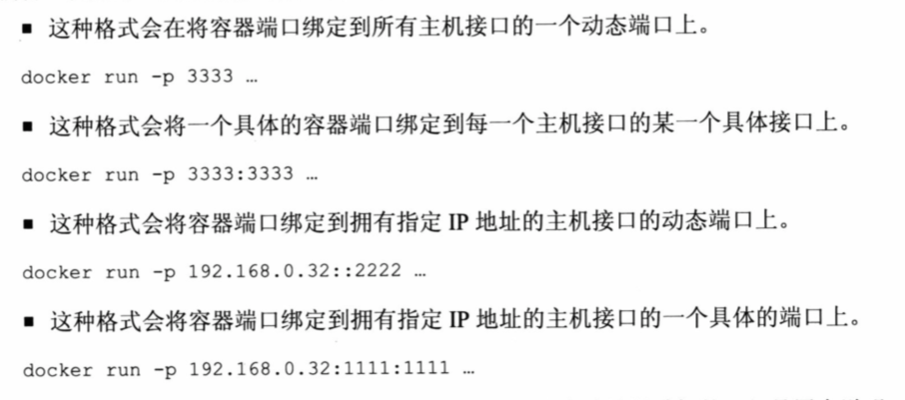 ■ 这种格式会在将容器端口绑定到所有主机接口的一个动态端口上。
docker run -p 3333 …
■ 这种格式会将一个具体的容器端口绑定到每一个主机接口的某一个具体接口上。
docker run -p 3333:3333 …
■ 这种格式会将容器端口绑定到拥有指定 IP 地址的主机接口的动态端口上。
docker run -p 192.168.0.32::2222 …
■ 这种格式会将容器端口绑定到拥有指定 IP 地址的主机接口的一个具体的端口上。
docker run -p 192.168.0.32:1111:1111 …